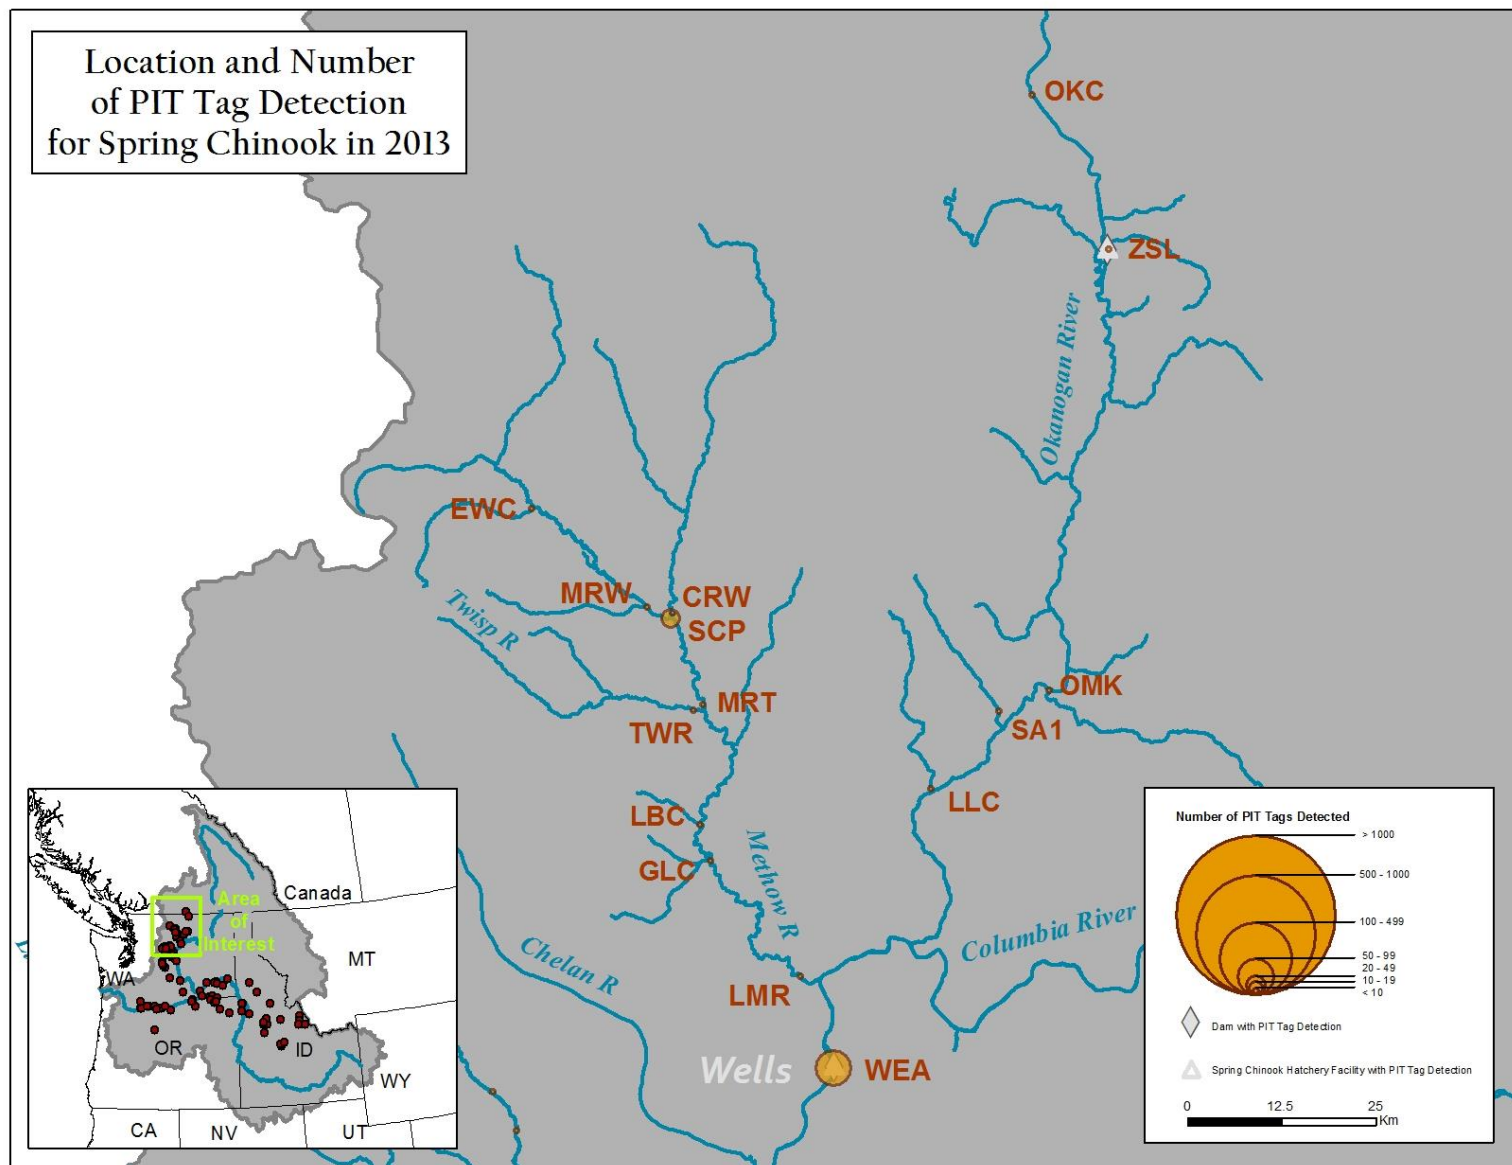 Location and Number
of PIT Tag Detection
for Spring Chinook in 2013
OKC
ZSL
Okanogan River
EWC
MRW
CRW
SCP
Twisp R
MRT
TWR
OMK
SA1
LLC
LBC
GLC
Methow R
LMR
Columbia River
Chelan R
Wells
WEA
Canada
Area
of
Interest
MT
WA
OR
ID
WY
CA
NV
UT
Number of PIT Tags Detected
> 1000
500 - 1000
100 - 499
50 - 99
20 - 49
10 - 19
< 10
Dam with PIT Tag Detection
Spring Chinook Hatchery Facility with PIT Tag Detection
0 12.5 25
Km